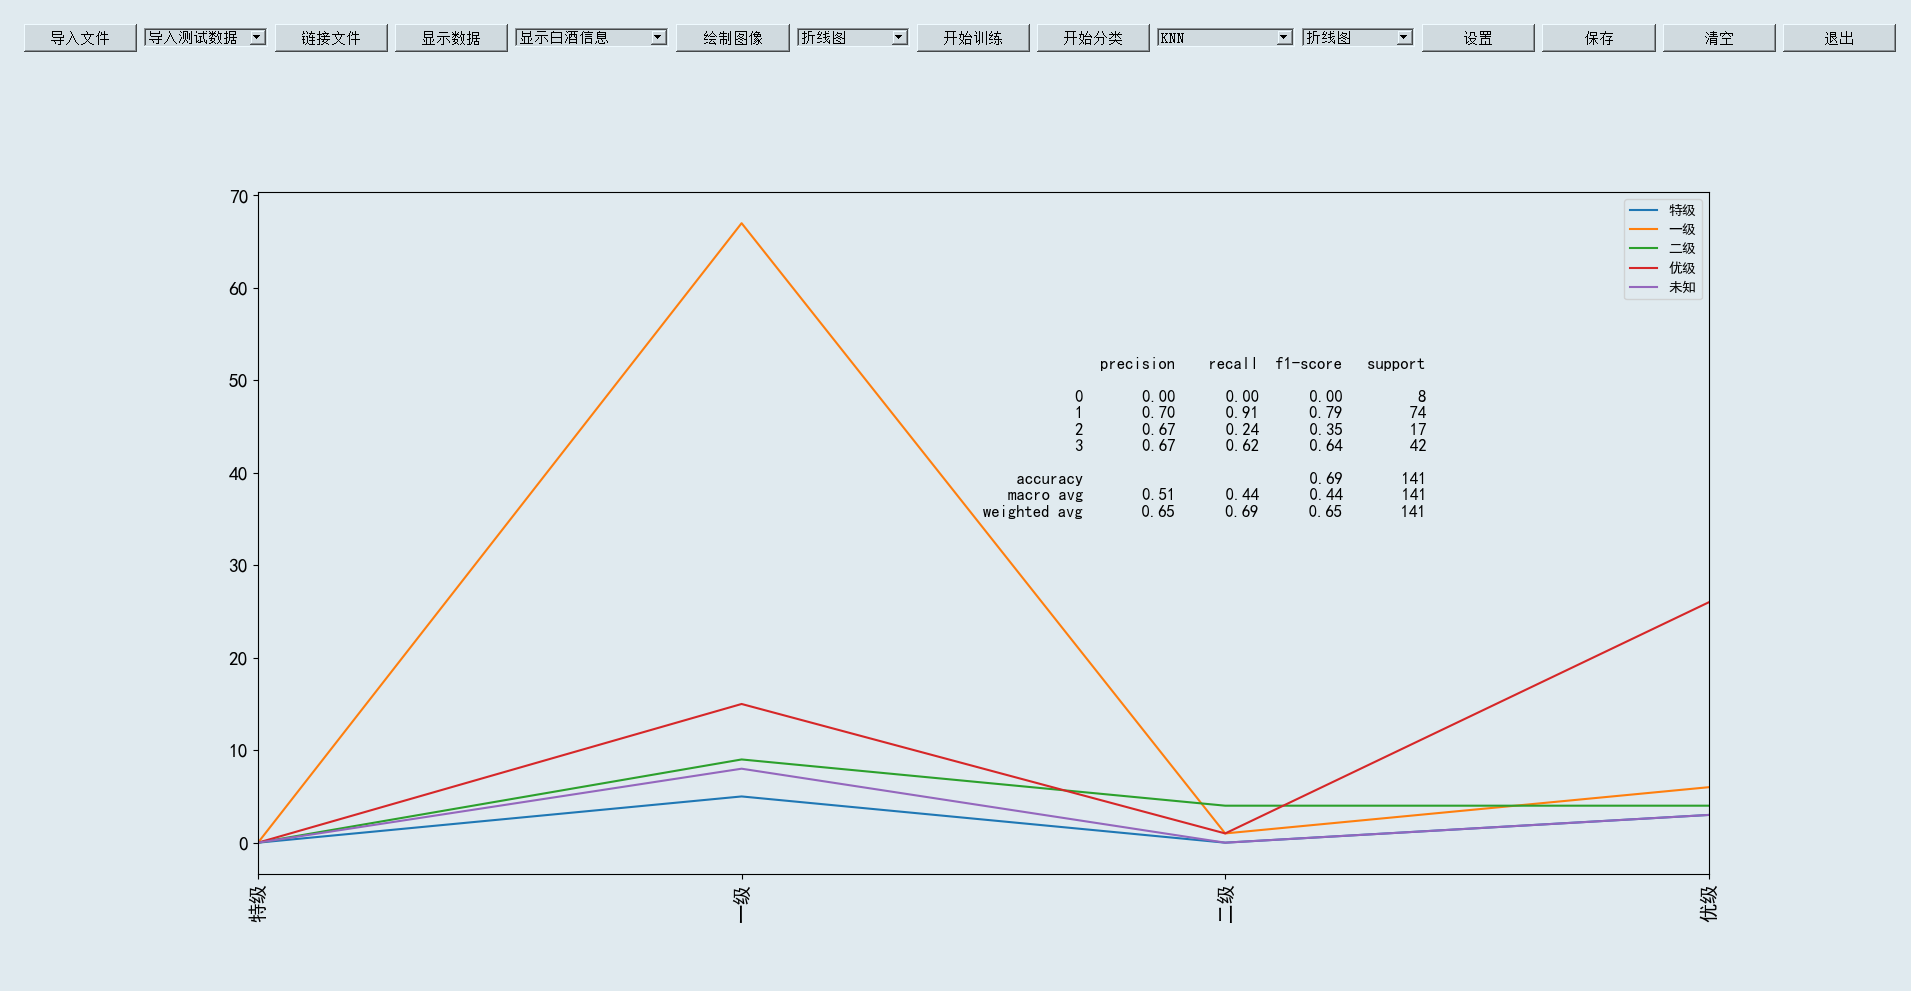 导入文件 导入测试数据 链接文件 显示数据 显示白酒信息 绘制图像 折线图 开始训练 开始分类 KNN 折线图 设置 保存 清空 退出
70
60
50
40
30
20
10
0
特级
一级
二级
优级
未知
precision recall f1-score support
0 0.00 0.00 0.00 8
1 0.70 0.91 0.79 74
2 0.67 0.24 0.35 17
3 0.67 0.62 0.64 42
accuracy 0.69 141
macro avg 0.51 0.44 0.44 141
weighted avg 0.65 0.69 0.65 141
特级 一级 二级 优级